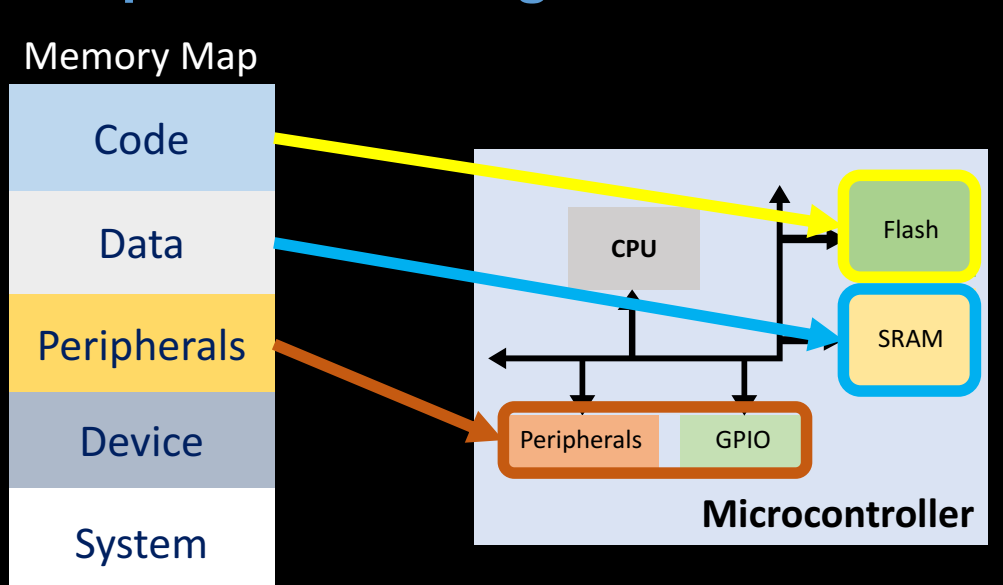 Memory Map
Code
Data
Peripherals
Device
System
CPU
Flash
SRAM
Peripherals
GPIO
Microcontroller